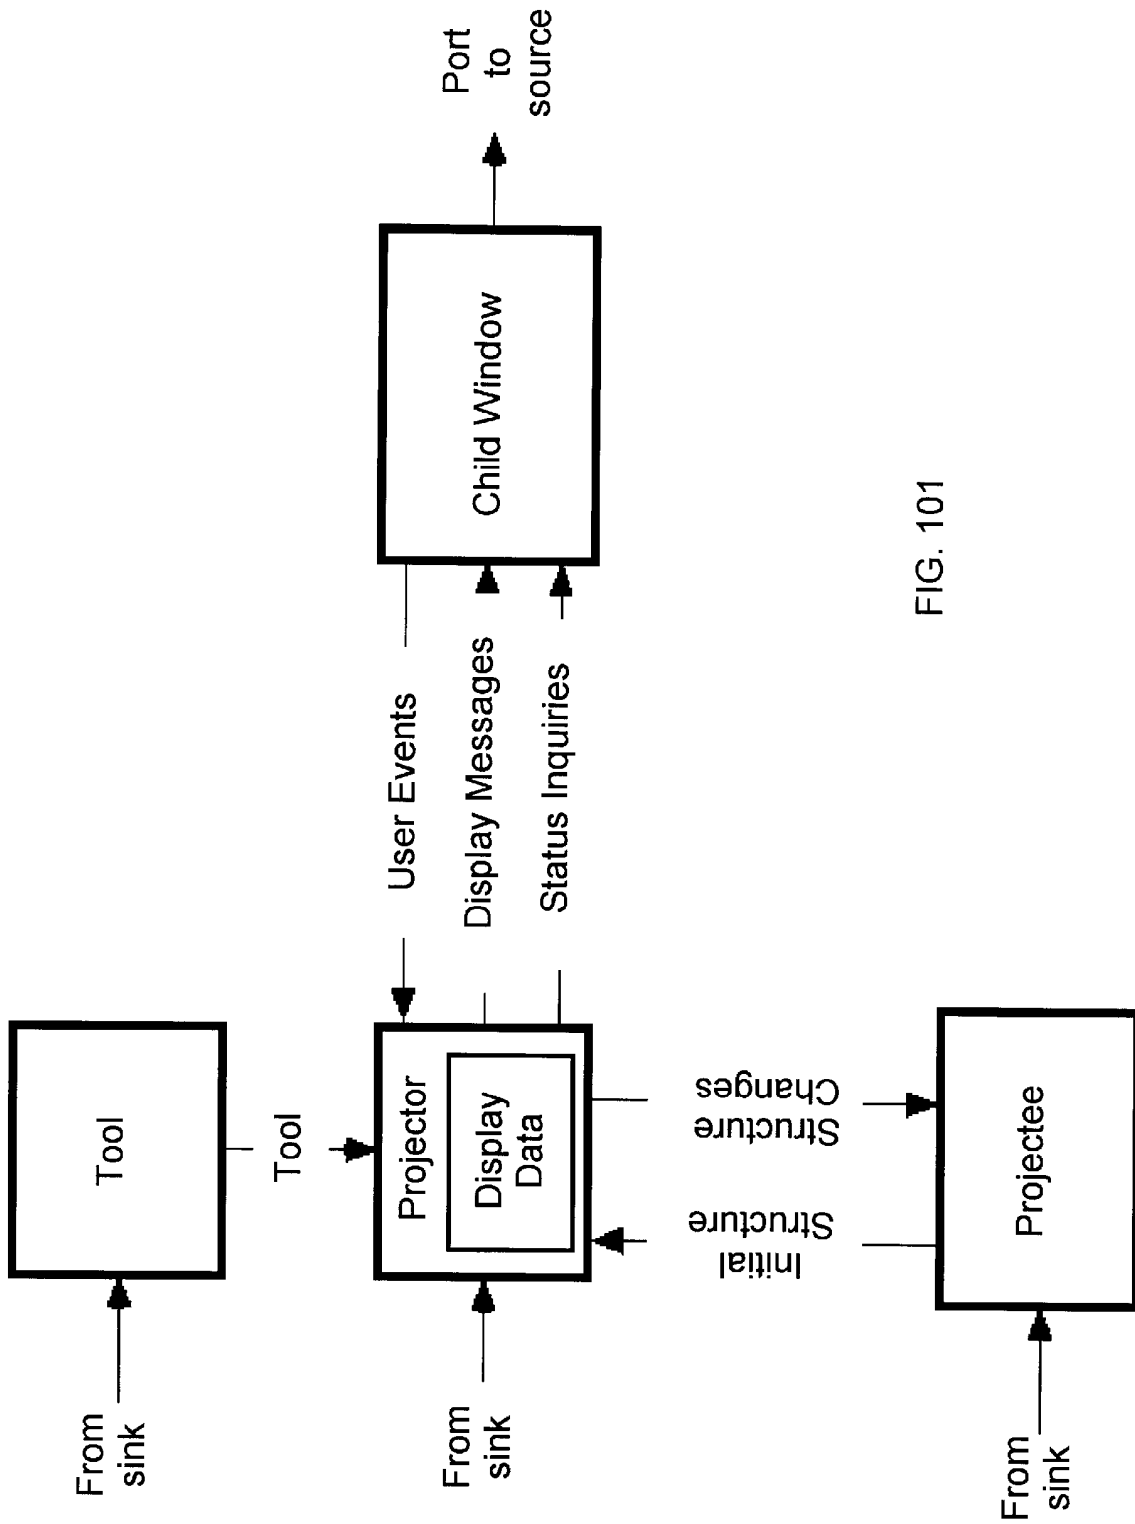 From
sink
Tool
Tool
From
sink
Projector
Display
Data
User Events
Display Messages
Status Inquiries
Child Window
Port
to
source
Initial
Structure
Structure
Changes
From
sink
Projectee
FIG. 101